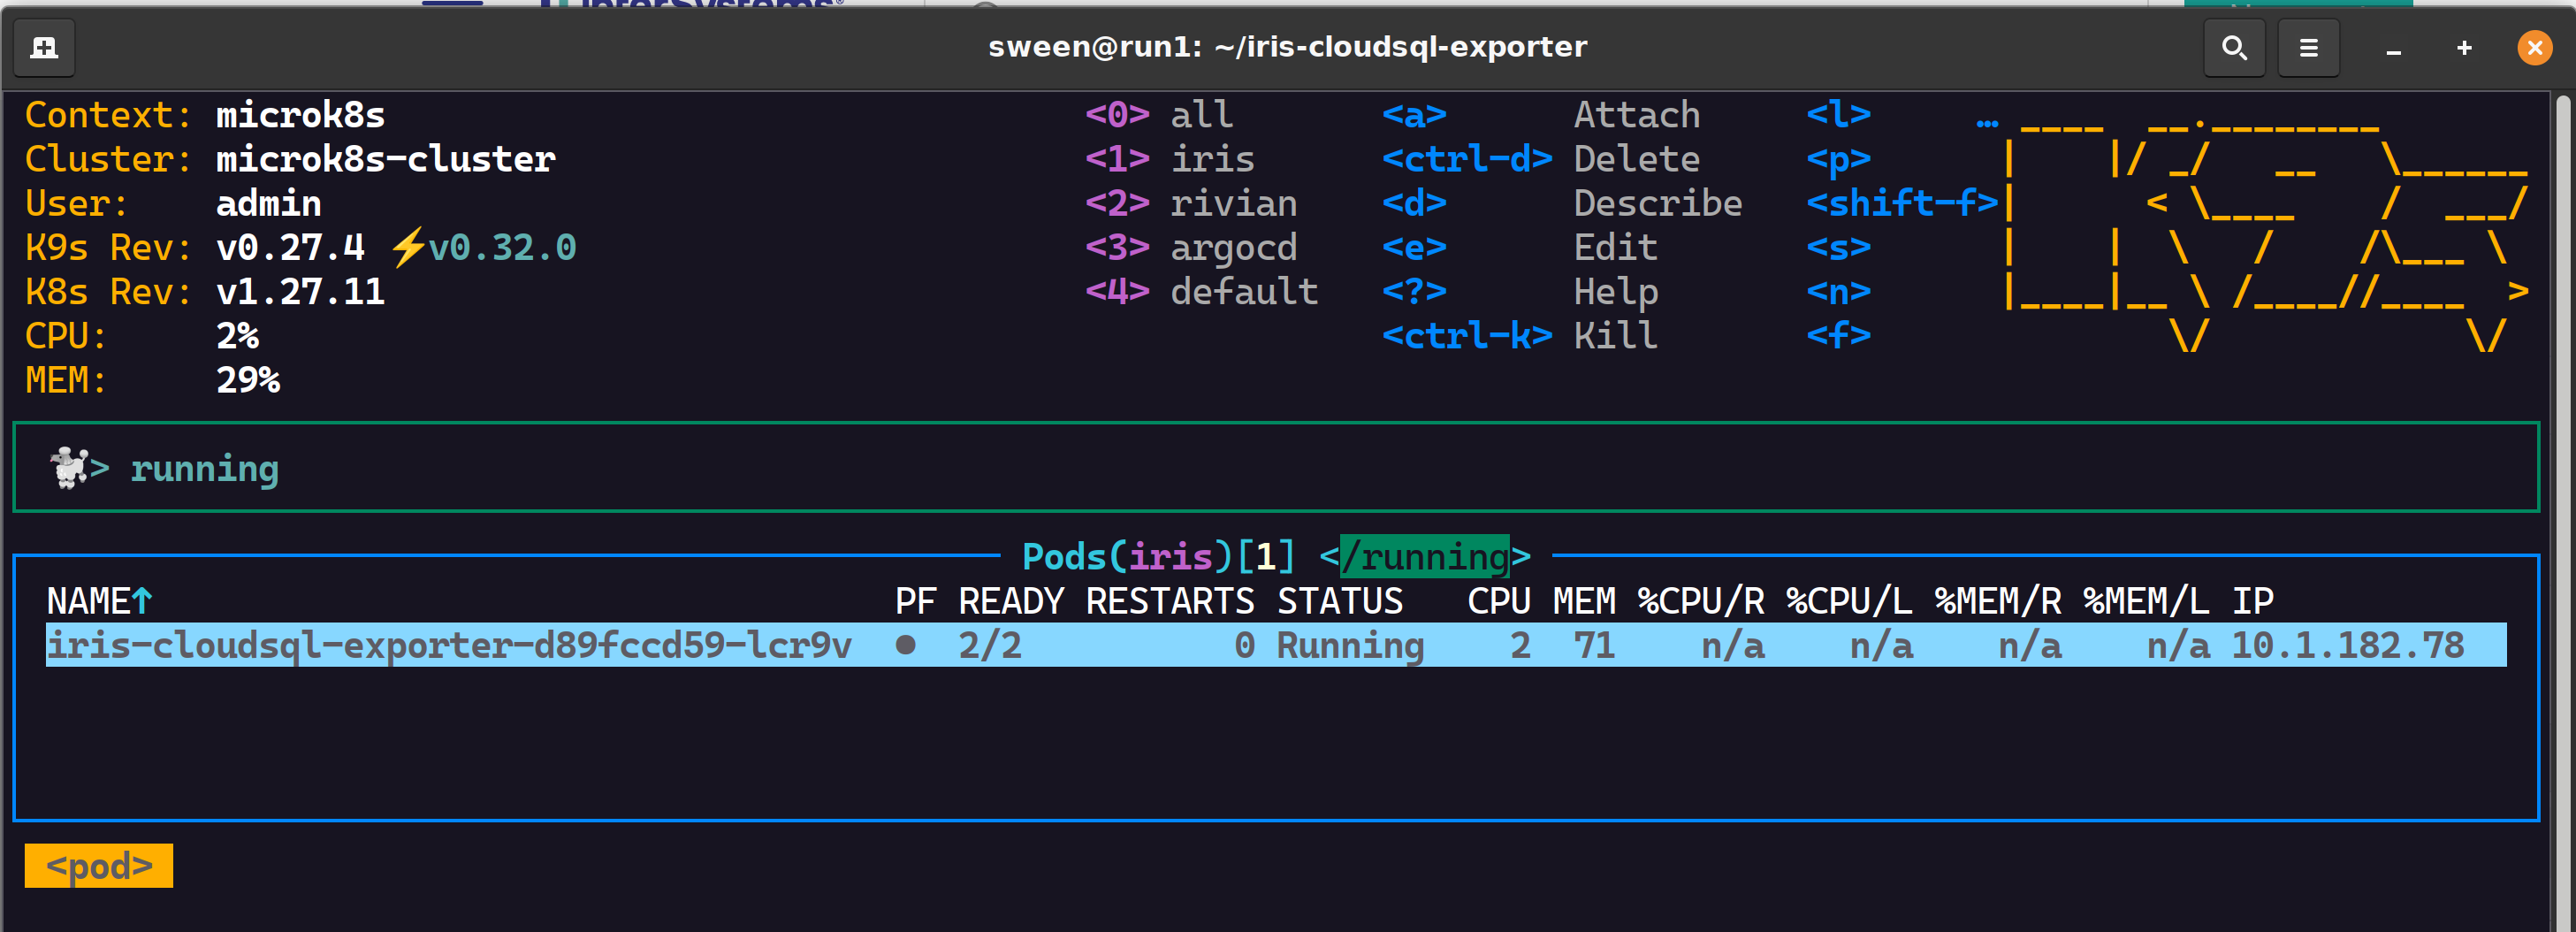 InterSystems®
sween@run1: ~/iris-cloudsql-exporter
Context: microk8s <0> all <a> Attach <l> …
Cluster: microk8s-cluster <1> iris <ctrl-d> Delete <p>
User: admin <2> rivian <d> Describe <shift-f>
K9s Rev: v0.27.4 ⚡v0.32.0 <3> argocd <e> Edit <s>
K8s Rev: v1.27.11 <4> default <?> Help <n>
CPU: 2% <ctrl-k> Kill <f>
MEM: 29%
🐩> running
Pods(iris)[1] </running>
NAME↑ PF READY RESTARTS STATUS CPU MEM %CPU/R %CPU/L %MEM/R %MEM/L IP
iris-cloudsql-exporter-d89fccd59-lcr9v ● 2/2 0 Running 2 71 n/a n/a n/a n/a 10.1.182.78
<pod>